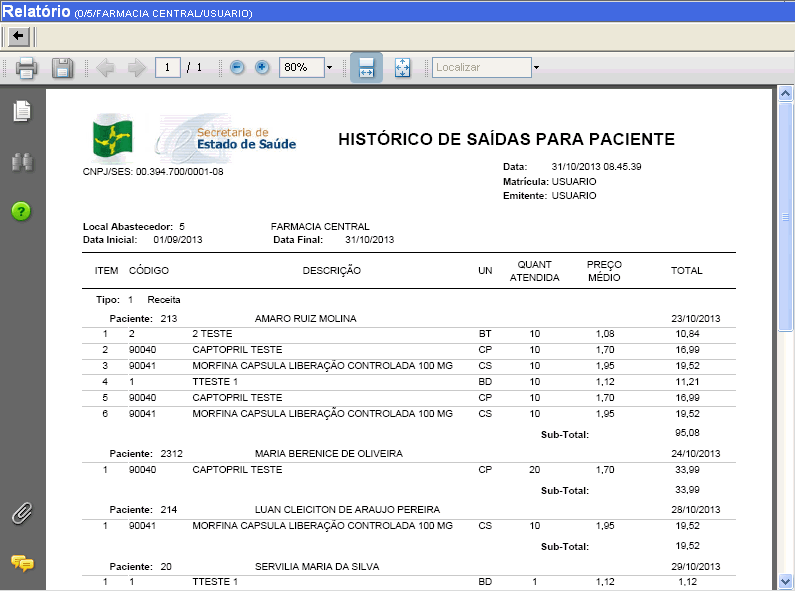 Relatório (0/5/FARMACIA CENTRAL/USUARIO)
1 / 1 80% Localizar
Secretaria de
Estado de Saúde
HISTÓRICO DE SAÍDAS PARA PACIENTE
CNPJ/SES: 00.394.700/0001-08
Data: 31/10/2013 08.45.39
Matrícula: USUARIO
Emitente: USUARIO
Local Abastecedor: 5 FARMACIA CENTRAL
Data Inicial: 01/09/2013 Data Final: 31/10/2013
ITEM CÓDIGO DESCRIÇÃO UN QUANT ATENDIDA PREÇO MÉDIO TOTAL
Tipo: 1 Receita
Paciente: 213 AMARO RUIZ MOLINA 23/10/2013
1 2 2 TESTE BT 10 1,08 10,84
2 90040 CAPTOPRIL TESTE CP 10 1,70 16,99
3 90041 MORFINA CAPSULA LIBERAÇÃO CONTROLADA 100 MG CS 10 1,95 19,52
4 1 TTESTE 1 BD 10 1,12 11,21
5 90040 CAPTOPRIL TESTE CP 10 1,70 16,99
6 90041 MORFINA CAPSULA LIBERAÇÃO CONTROLADA 100 MG CS 10 1,95 19,52
Sub-Total: 95,08
Paciente: 2312 MARIA BERENICE DE OLIVEIRA 24/10/2013
1 90040 CAPTOPRIL TESTE CP 20 1,70 33,99
Sub-Total: 33,99
Paciente: 214 LUAN CLEICITON DE ARAUJO PEREIRA 28/10/2013
1 90041 MORFINA CAPSULA LIBERAÇÃO CONTROLADA 100 MG CS 10 1,95 19,52
Sub-Total: 19,52
Paciente: 20 SERVILIA MARIA DA SILVA 29/10/2013
1 1 TTESTE 1 BD 1 1,12 1,12